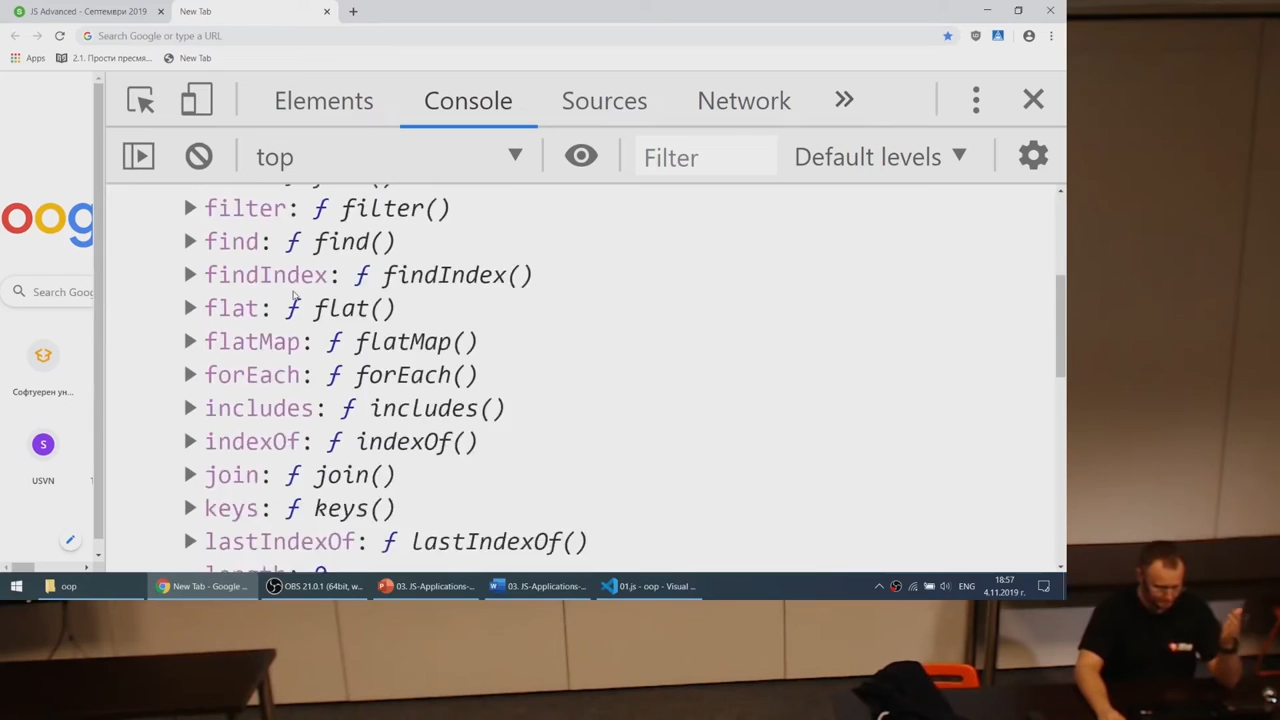 JS Advanced - Септември 2019
New Tab
Search Google or type a URL
Apps
2.1. Прости пресмя...
New Tab
Elements
Console
Sources
Network
top
Filter
Default levels
filter: ƒ filter()
find: ƒ find()
findIndex: ƒ findIndex()
flat: ƒ flat()
flatMap: ƒ flatMap()
forEach: ƒ forEach()
includes: ƒ includes()
indexOf: ƒ indexOf()
join: ƒ join()
keys: ƒ keys()
lastIndexOf: ƒ lastIndexOf()
length: 0
oog
Search Goog
Софтуерен ун...
S
USVN
oop
New Tab - Google ...
OBS 21.0.1 (64bit, w...
03. JS-Applications-...
03. JS-Applications-...
01.js - oop - Visual ...
ЕНГ
18:57
4.11.2019 г.